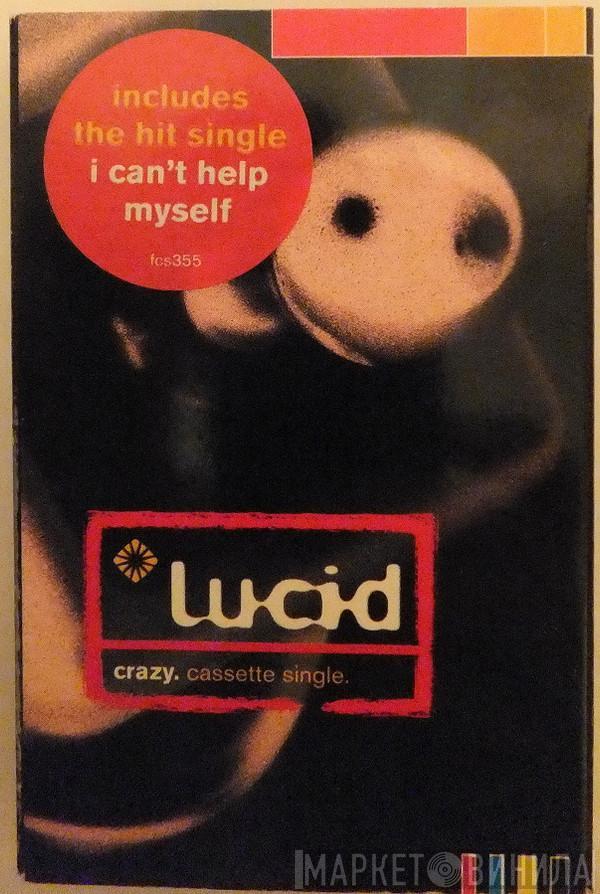 includes
the hit single
i can't help
myself
fcs355
lucid
crazy. cassette single.
МАРКЕТ ВИНИЛА